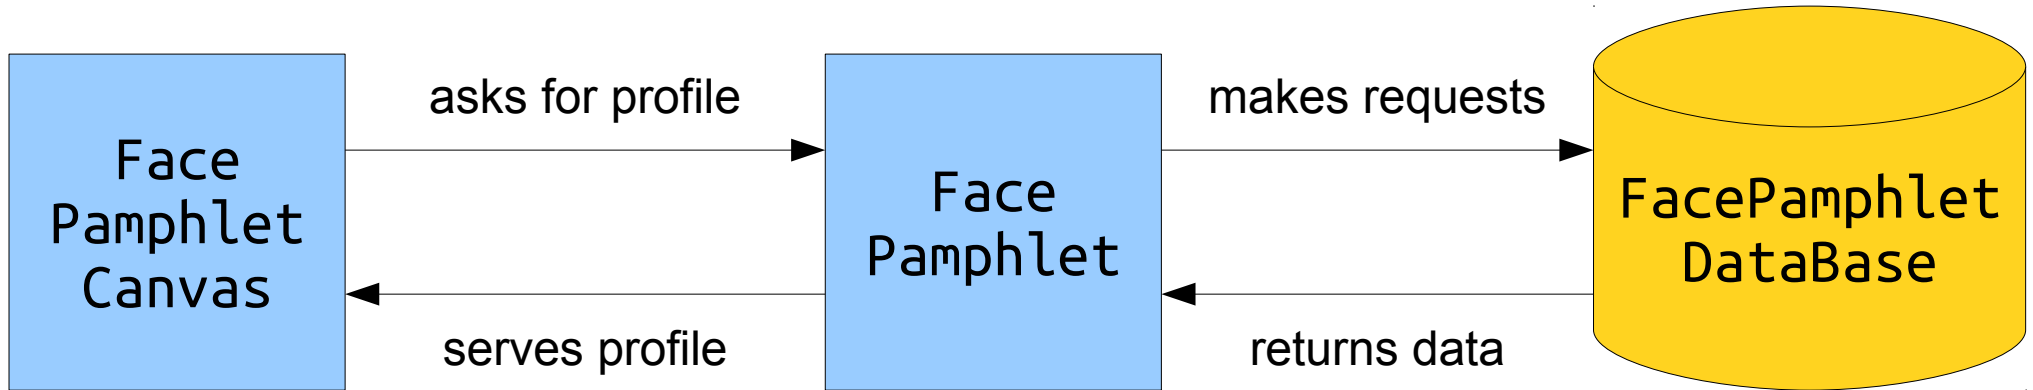 Face
Pamphlet
Canvas
asks for profile
serves profile
Face
Pamphlet
makes requests
returns data
FacePamphlet
DataBase